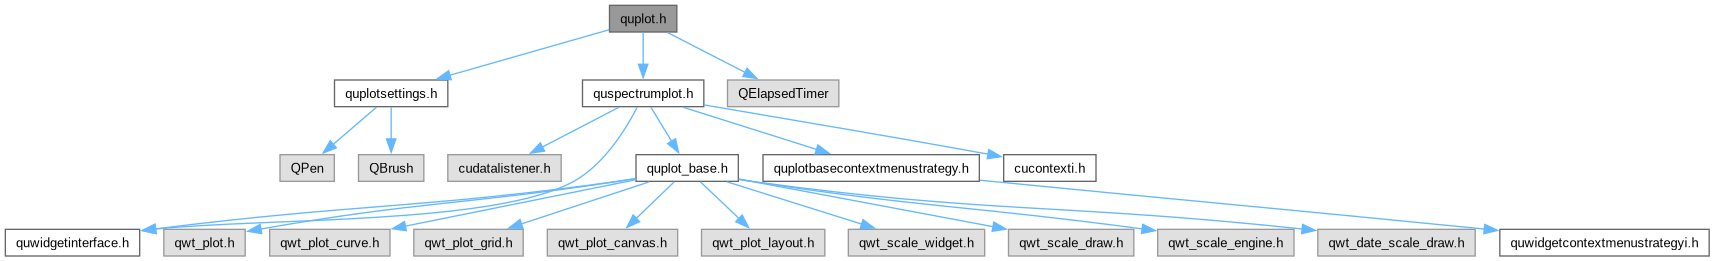 quplot.h
quplotsettings.h
quspectrumplot.h
QElapsedTimer
QPen
QBrush
cudatalistener.h
quplot_base.h
quplotbasecontextmenustrategy.h
cucontexti.h
quwidgetinterface.h
qwt_plot.h
qwt_plot_curve.h
qwt_plot_grid.h
qwt_plot_canvas.h
qwt_plot_layout.h
qwt_scale_widget.h
qwt_scale_draw.h
qwt_scale_engine.h
qwt_date_scale_draw.h
quwidgetcontextmenustrategyi.h